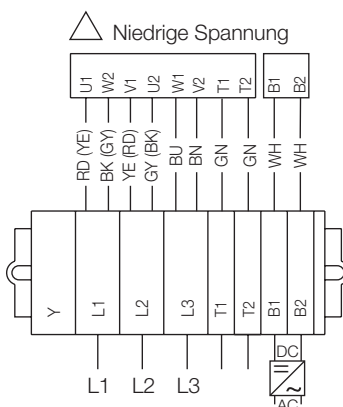 Niedrige Spannung
U1 W2 V1 U2 W1 V2 T1 T2 B1 B2
RD (YE) BK (GY) YE (RD) GY (BK) BU BN GN GN WH WH
Y L1 L2 L3 T1 T2 B1 B2
L1 L2 L3
DC
AC